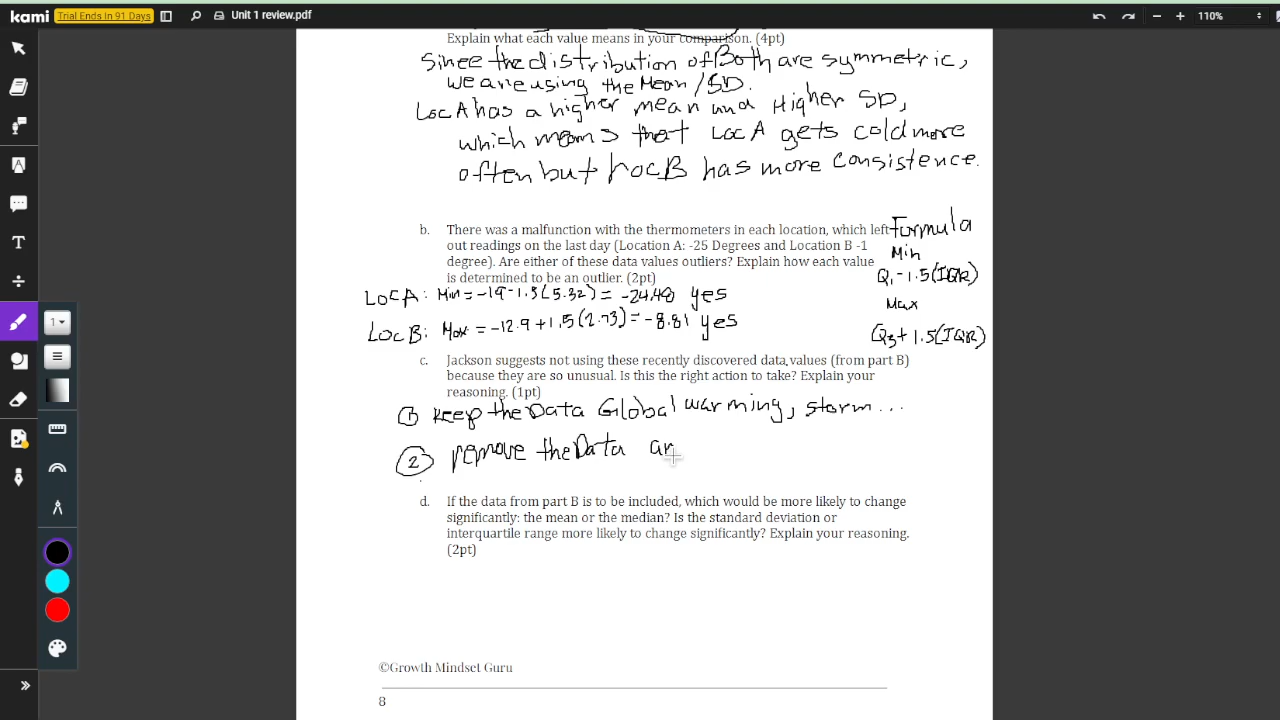 kami Trial Ends In 91 Days Unit 1 review.pdf 110%
Explain what each value means in your comparison. (4pt)
Since the distribution of Both are symmetric,
we are using the Mean / SD.
LocA has a higher mean and Higher SD,
which means that LocA gets cold more
often but LocB has more Consistence.
b. There was a malfunction with the thermometers in each location, which left
out readings on the last day (Location A: -25 Degrees and Location B -1
degree). Are either of these data values outliers? Explain how each value
is determined to be an outlier. (2pt)
Formula
Min
Q1 - 1.5(IQR)
Max
Q3 + 1.5(IQR)
LOCA: Min = -19 - 1.5(5.32) = -24.48 yes
LOCB: Max = -12.9 + 1.5(2.73) = -8.81 yes
c. Jackson suggests not using these recently discovered data values (from part B)
because they are so unusual. Is this the right action to take? Explain your
reasoning. (1pt)
① Keep the Data Global warming, storm...
② remove the Data ar
d. If the data from part B is to be included, which would be more likely to change
significantly: the mean or the median? Is the standard deviation or
interquartile range more likely to change significantly? Explain your reasoning.
(2pt)
©Growth Mindset Guru
8
T
1